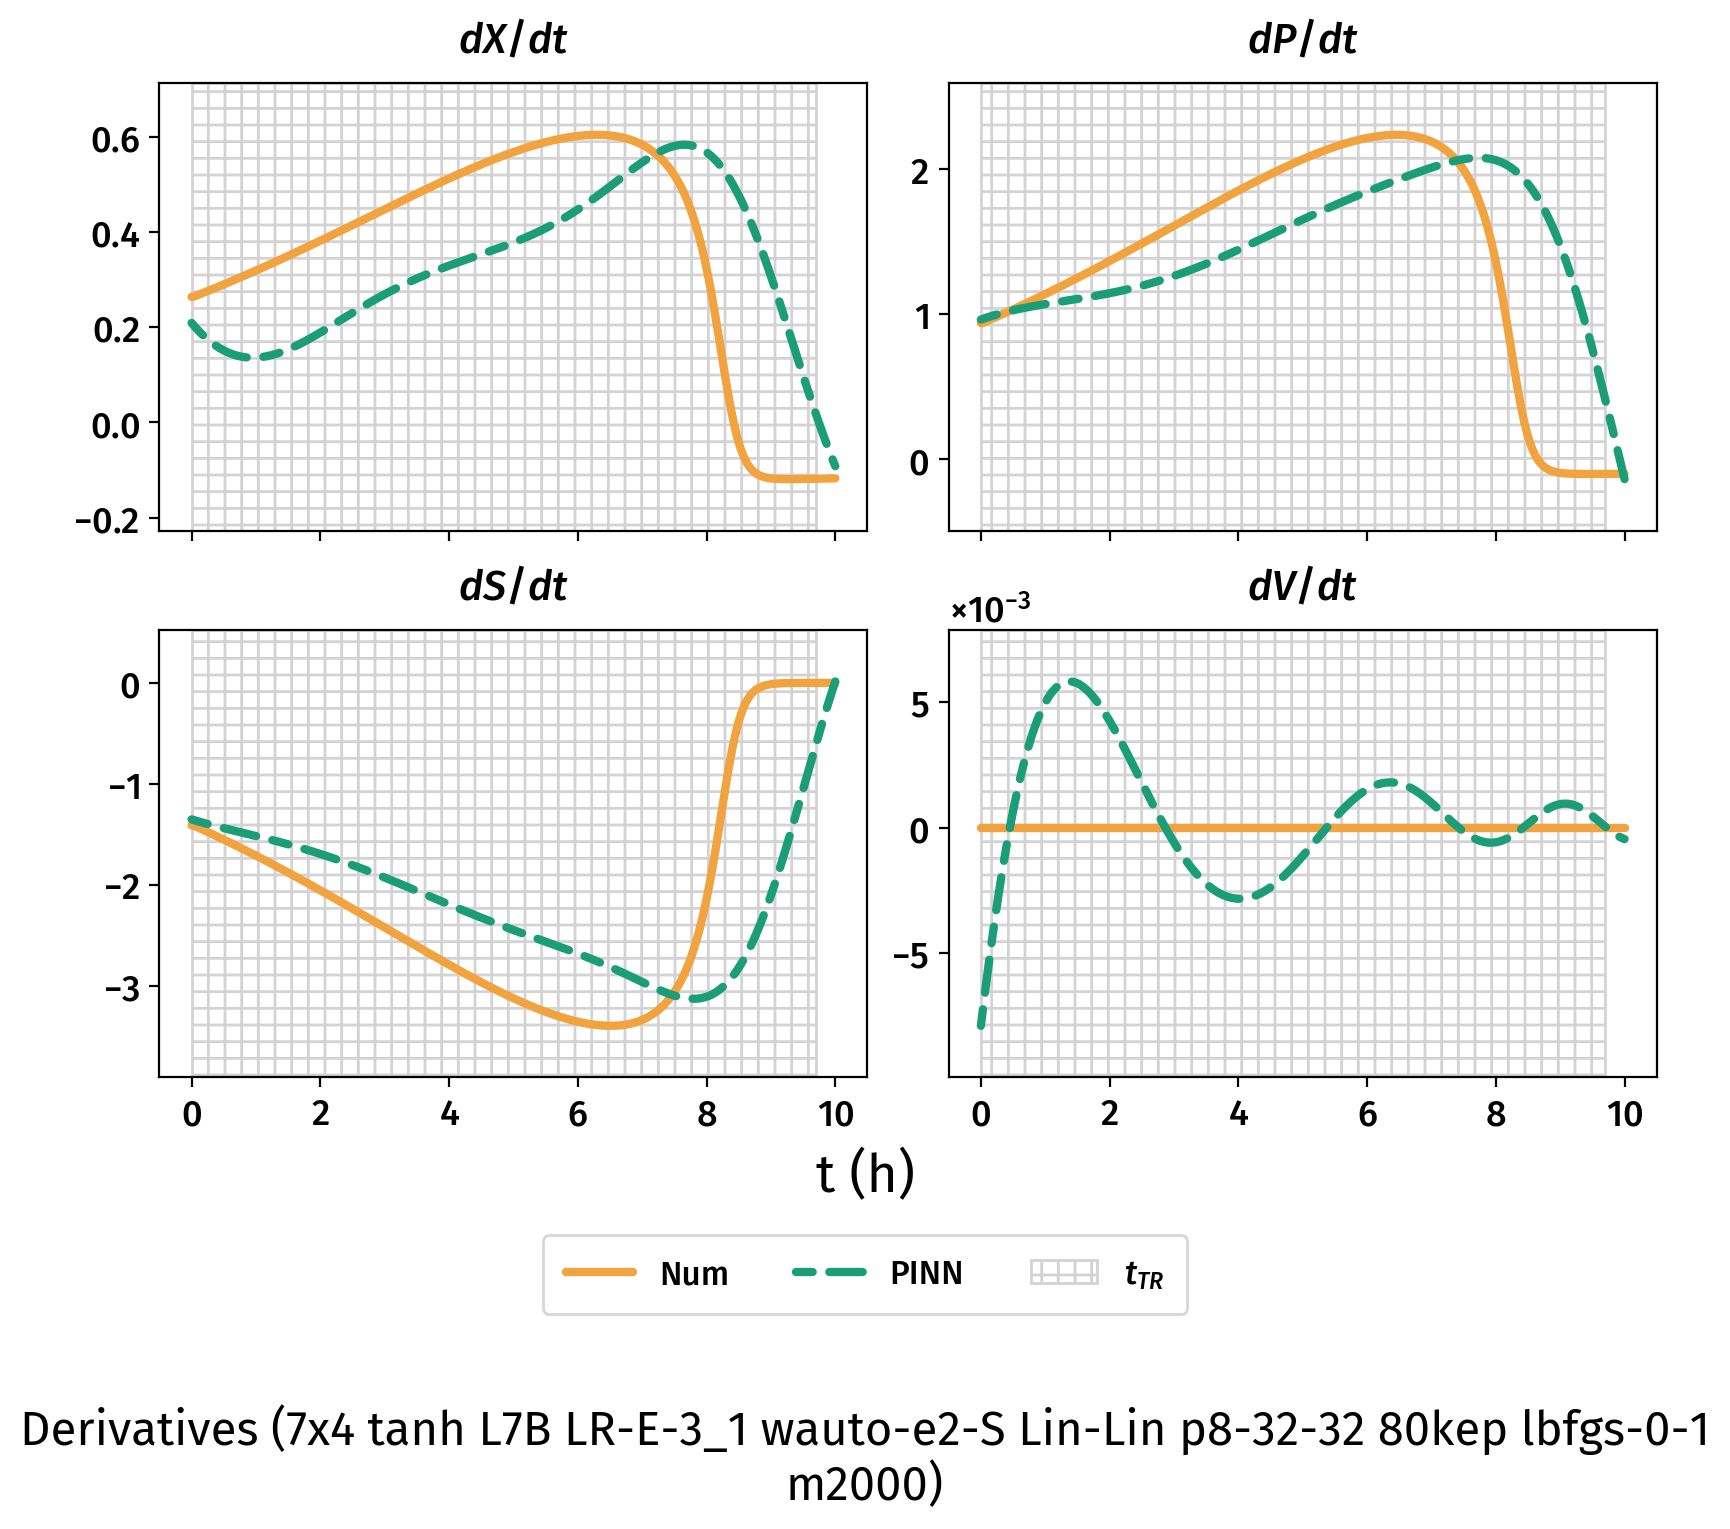 dX/dt
dP/dt
0.6
0.4
0.2
0.0
−0.2
2
1
0
dS/dt
dV/dt
×10⁻³
0
−1
−2
−3
5
0
−5
0 2 4 6 8 10
0 2 4 6 8 10
t (h)
Num PINN t_TR
Derivatives (7x4 tanh L7B LR-E-3_1 wauto-e2-S Lin-Lin p8-32-32 80kep lbfgs-0-1
m2000)